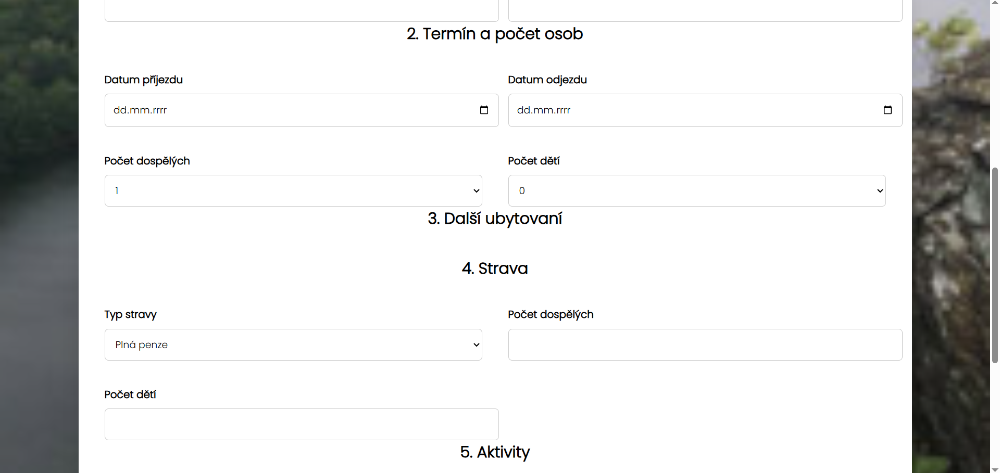 2. Termín a počet osob
Datum příjezdu
Datum odjezdu
dd.mm.rrrr
dd.mm.rrrr
Počet dospělých
Počet dětí
1
0
3. Další ubytovaní
4. Strava
Typ stravy
Počet dospělých
Plná penze
Počet dětí
5. Aktivity